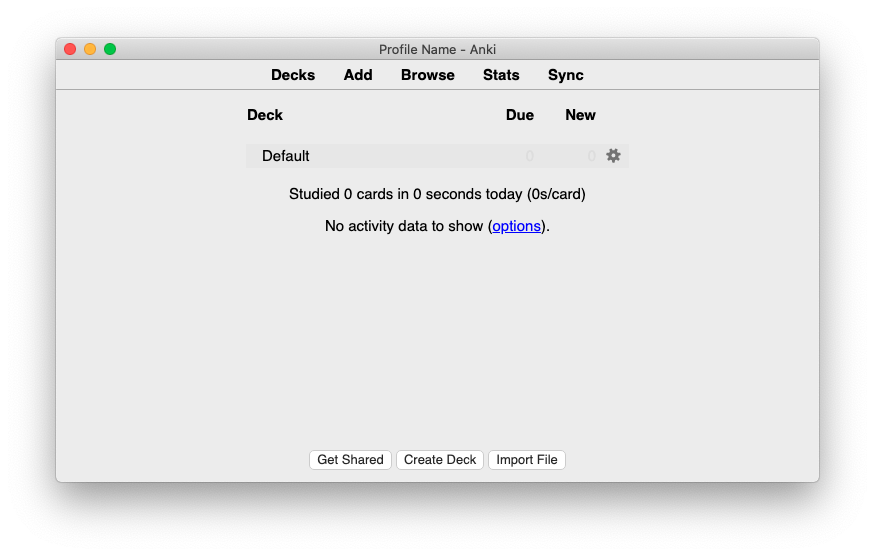 Profile Name - Anki
Decks Add Browse Stats Sync
Deck Due New
Default 0 0
Studied 0 cards in 0 seconds today (0s/card)
No activity data to show (options).
Get Shared Create Deck Import File